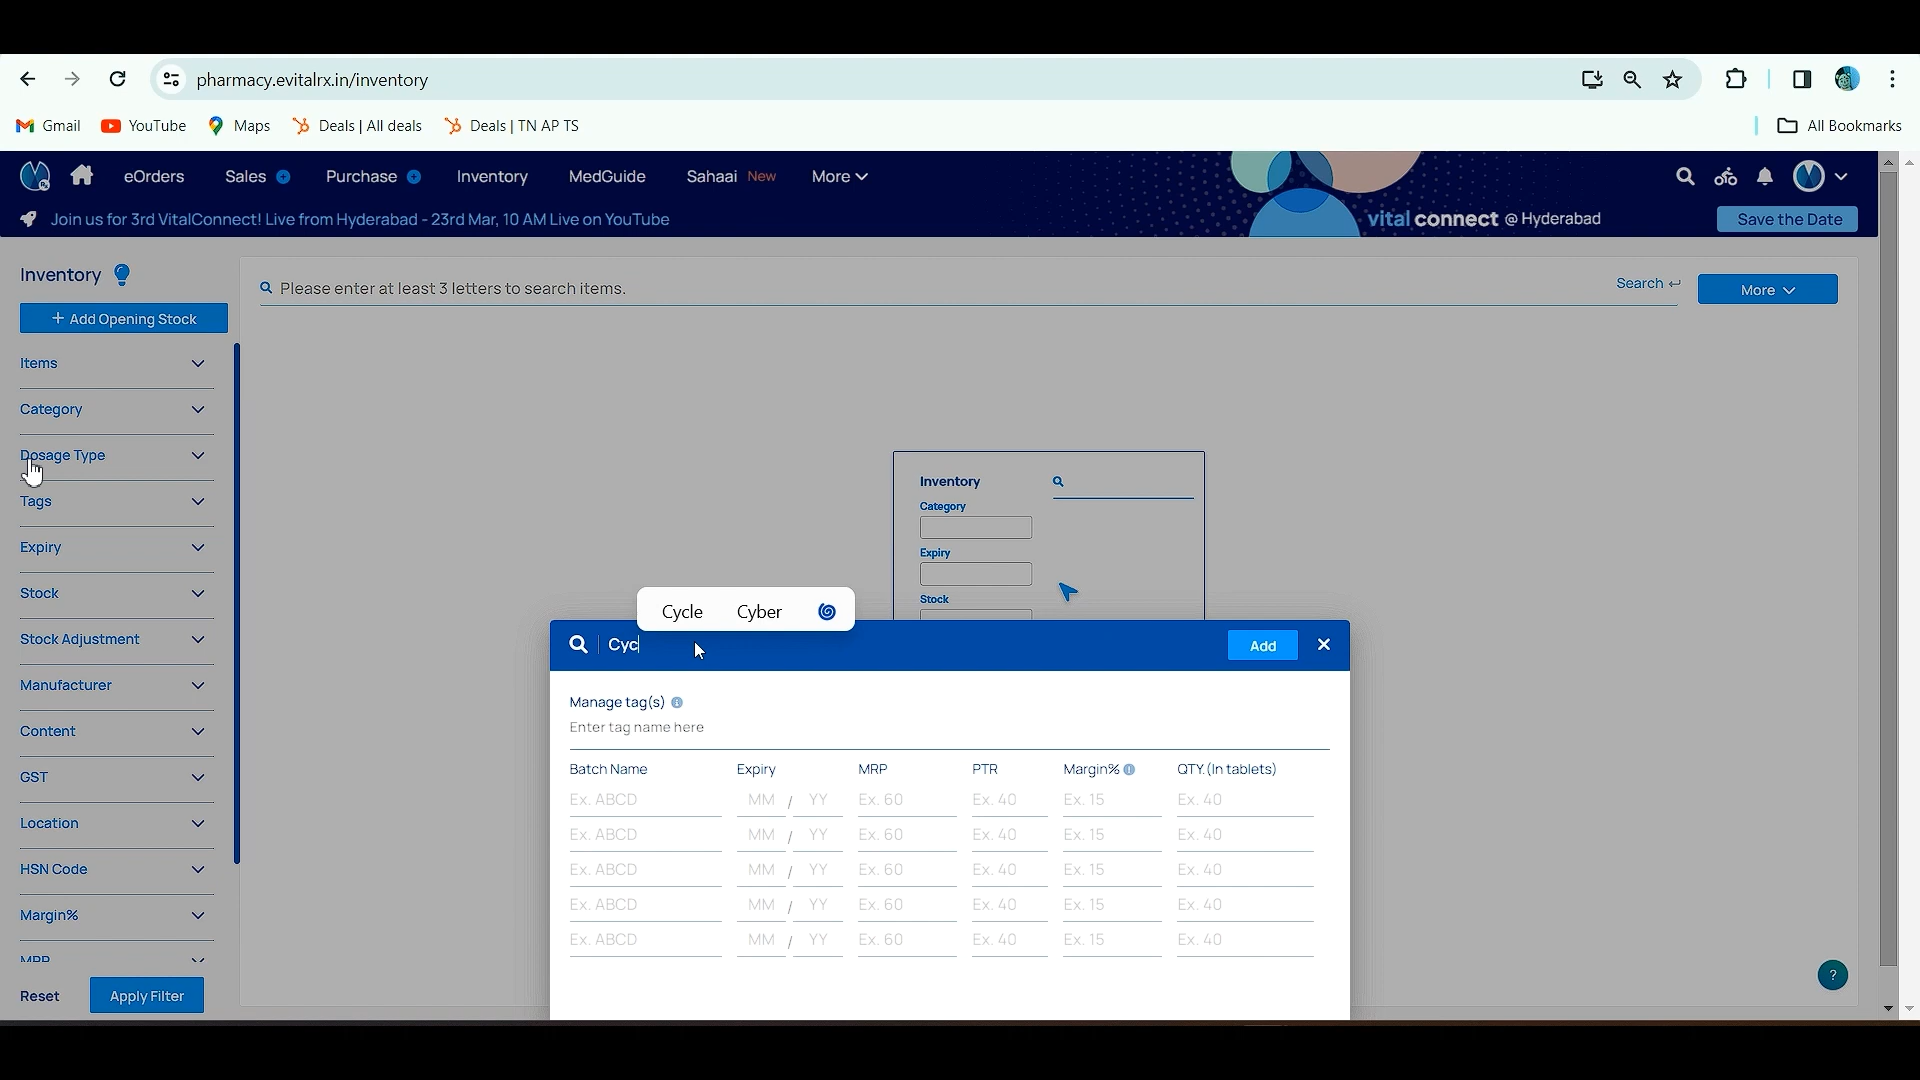 pharmacy.evitalrx.in/inventory
Gmail YouTube Maps Deals | All deals Deals | TN AP TS All Bookmarks
eOrders Sales Purchase Inventory MedGuide Sahaai New More
Join us for 3rd VitalConnect! Live from Hyderabad - 23rd Mar, 10 AM Live on YouTube vital connect @ Hyderabad Save the Date
Inventory
Please enter at least 3 letters to search items. Search More
+ Add Opening Stock
Items
Category
Dosage Type
Tags
Expiry
Stock
Stock Adjustment
Manufacturer
Content
GST
Location
HSN Code
Margin%
MRP
Reset Apply Filter
Inventory
Category
Expiry
Stock
Cycle Cyber
Cyc Add
Manage tag(s)
Enter tag name here
Batch Name Expiry MRP PTR Margin% QTY.(In tablets)
Ex. ABCD MM / YY Ex. 60 Ex. 40 Ex. 15 Ex. 40
Ex. ABCD MM / YY Ex. 60 Ex. 40 Ex. 15 Ex. 40
Ex. ABCD MM / YY Ex. 60 Ex. 40 Ex. 15 Ex. 40
Ex. ABCD MM / YY Ex. 60 Ex. 40 Ex. 15 Ex. 40
Ex. ABCD MM / YY Ex. 60 Ex. 40 Ex. 15 Ex. 40
?